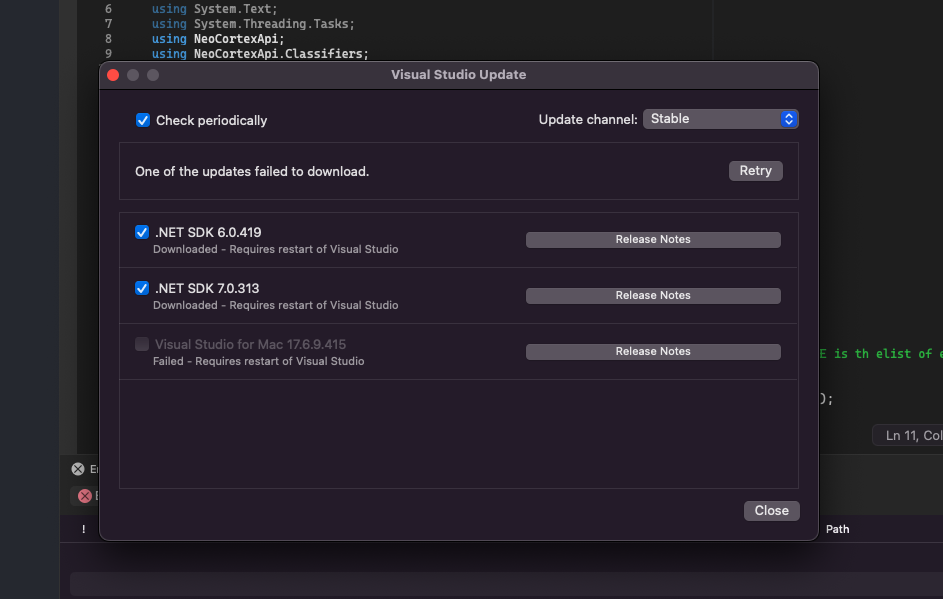 6 using System.Text;
7 using System.Threading.Tasks;
8 using NeoCortexApi;
9 using NeoCortexApi.Classifiers;
Visual Studio Update
Check periodically
Update channel: Stable
One of the updates failed to download.
Retry
.NET SDK 6.0.419
Downloaded - Requires restart of Visual Studio
Release Notes
.NET SDK 7.0.313
Downloaded - Requires restart of Visual Studio
Release Notes
Visual Studio for Mac 17.6.9.415
Failed - Requires restart of Visual Studio
Release Notes
E is th elist of e
);
Ln 11, Col
Close
! Path